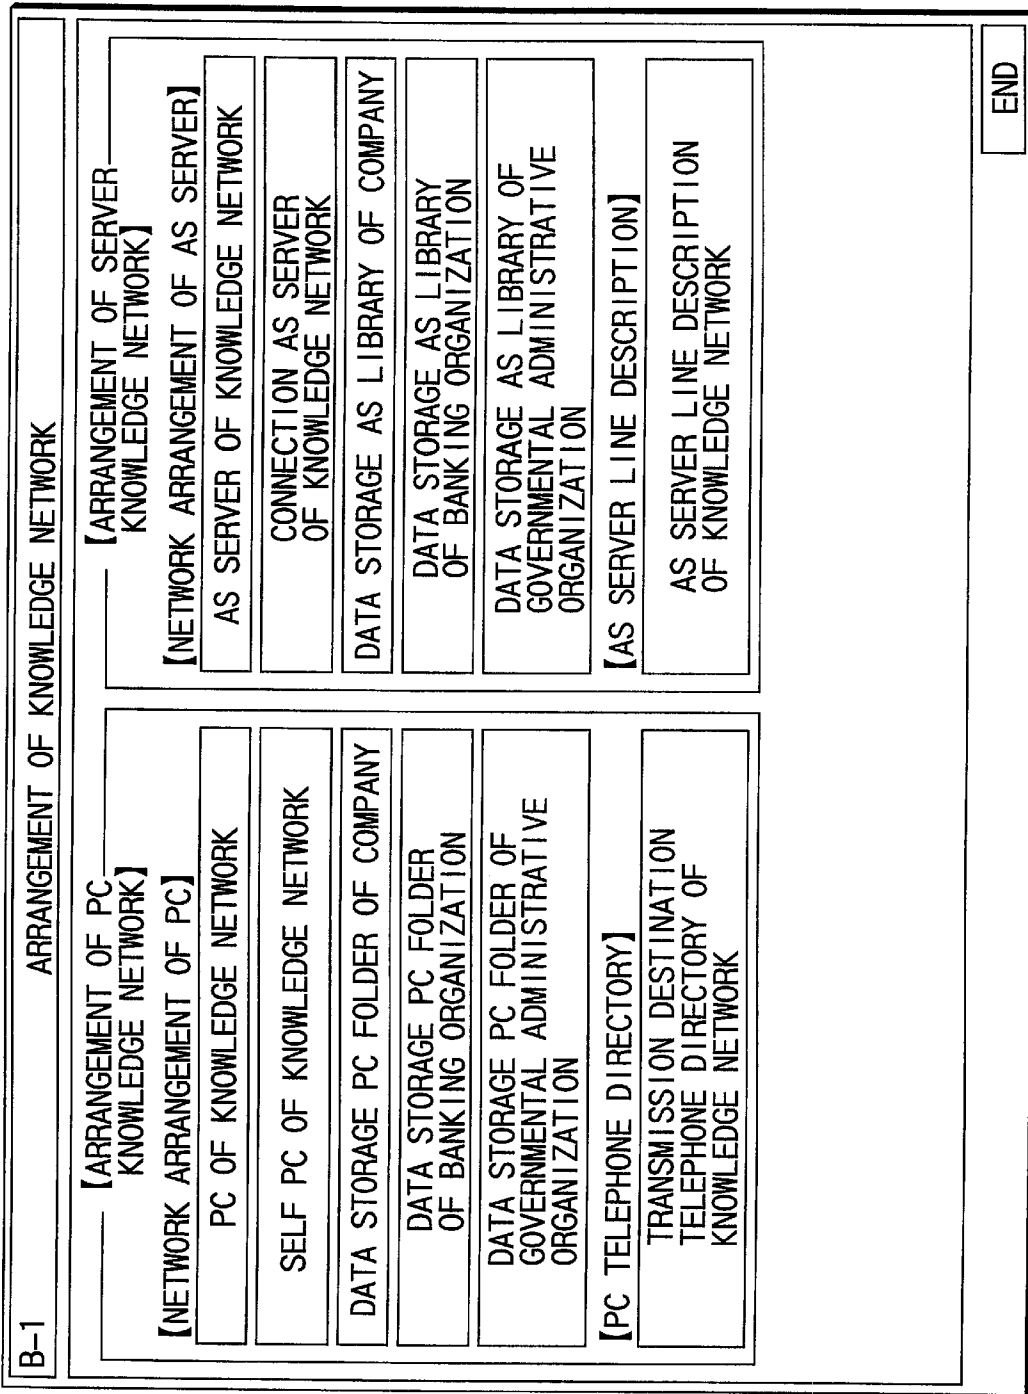 B-1
ARRANGEMENT OF KNOWLEDGE NETWORK
【ARRANGEMENT OF PC
KNOWLEDGE NETWORK】
【NETWORK ARRANGEMENT OF PC】
PC OF KNOWLEDGE NETWORK
SELF PC OF KNOWLEDGE NETWORK
DATA STORAGE PC FOLDER OF COMPANY
DATA STORAGE PC FOLDER
OF BANKING ORGANIZATION
DATA STORAGE PC FOLDER OF
GOVERNMENTAL ADMINISTRATIVE
ORGANIZATION
【PC TELEPHONE DIRECTORY】
TRANSMISSION DESTINATION
TELEPHONE DIRECTORY OF
KNOWLEDGE NETWORK
【ARRANGEMENT OF SERVER
KNOWLEDGE NETWORK】
【NETWORK ARRANGEMENT OF AS SERVER】
AS SERVER OF KNOWLEDGE NETWORK
CONNECTION AS SERVER
OF KNOWLEDGE NETWORK
DATA STORAGE AS LIBRARY OF COMPANY
DATA STORAGE AS LIBRARY
OF BANKING ORGANIZATION
DATA STORAGE AS LIBRARY OF
GOVERNMENTAL ADMINISTRATIVE
ORGANIZATION
【AS SERVER LINE DESCRIPTION】
AS SERVER LINE DESCRIPTION
OF KNOWLEDGE NETWORK
END